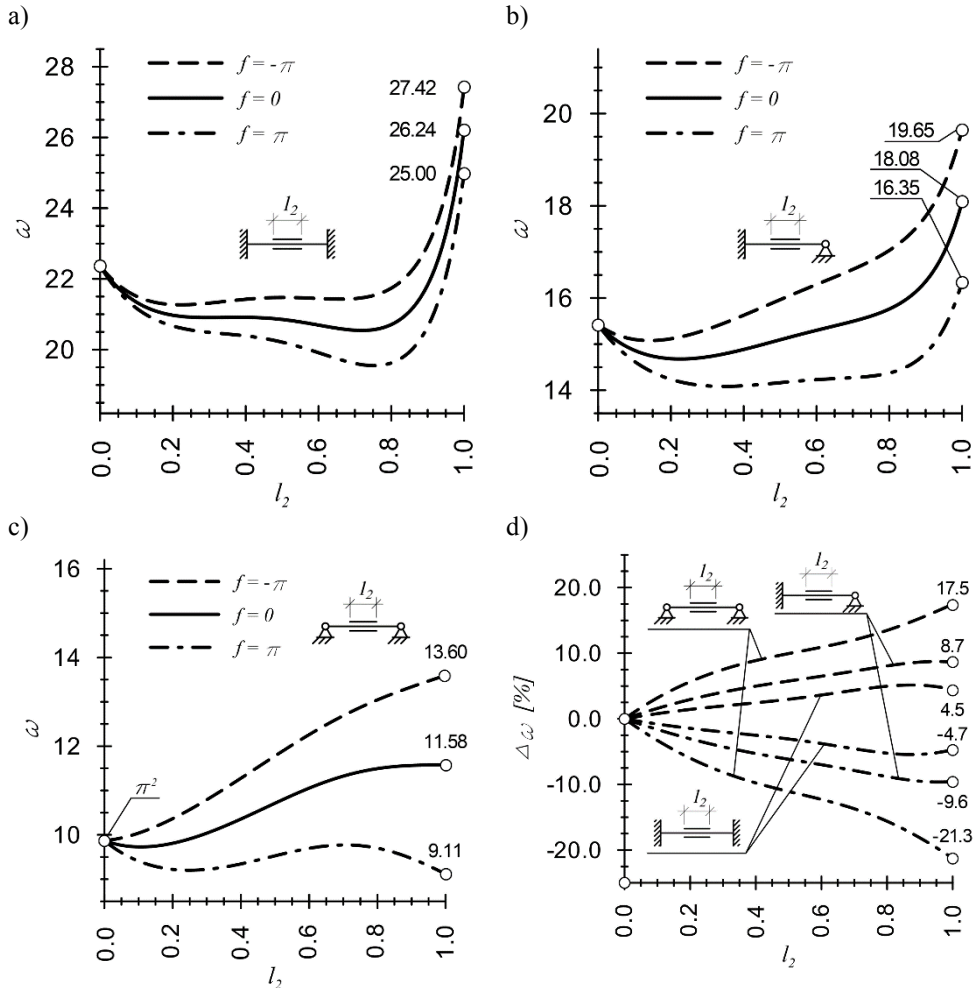 a)
ω
28
26
24
22
20
f = -π
f = 0
f = π
27.42
26.24
25.00
l2
0.0
0.2
0.4
0.6
0.8
1.0
l2
b)
ω
20
18
16
14
f = -π
f = 0
f = π
19.65
18.08
16.35
l2
0.0
0.2
0.4
0.6
0.8
1.0
l2
c)
ω
16
14
12
10
f = -π
f = 0
f = π
l2
13.60
11.58
π²
9.11
0.0
0.2
0.4
0.6
0.8
1.0
l2
d)
Δω [%]
20.0
10.0
0.0
-10.0
-20.0
l2
l2
17.5
8.7
4.5
-4.7
-9.6
-21.3
l2
0.0
0.2
0.4
0.6
0.8
1.0
l2